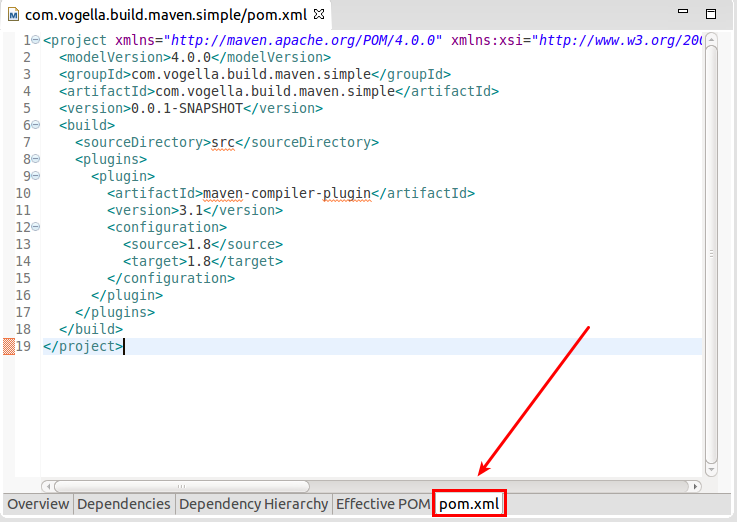 com.vogella.build.maven.simple/pom.xml
1 <project xmlns="http://maven.apache.org/POM/4.0.0" xmlns:xsi="http://www.w3.org/200
2 <modelVersion>4.0.0</modelVersion>
3 <groupId>com.vogella.build.maven.simple</groupId>
4 <artifactId>com.vogella.build.maven.simple</artifactId>
5 <version>0.0.1-SNAPSHOT</version>
6 <build>
7 <sourceDirectory>src</sourceDirectory>
8 <plugins>
9 <plugin>
10 <artifactId>maven-compiler-plugin</artifactId>
11 <version>3.1</version>
12 <configuration>
13 <source>1.8</source>
14 <target>1.8</target>
15 </configuration>
16 </plugin>
17 </plugins>
18 </build>
19 </project>
Overview Dependencies Dependency Hierarchy Effective POM pom.xml